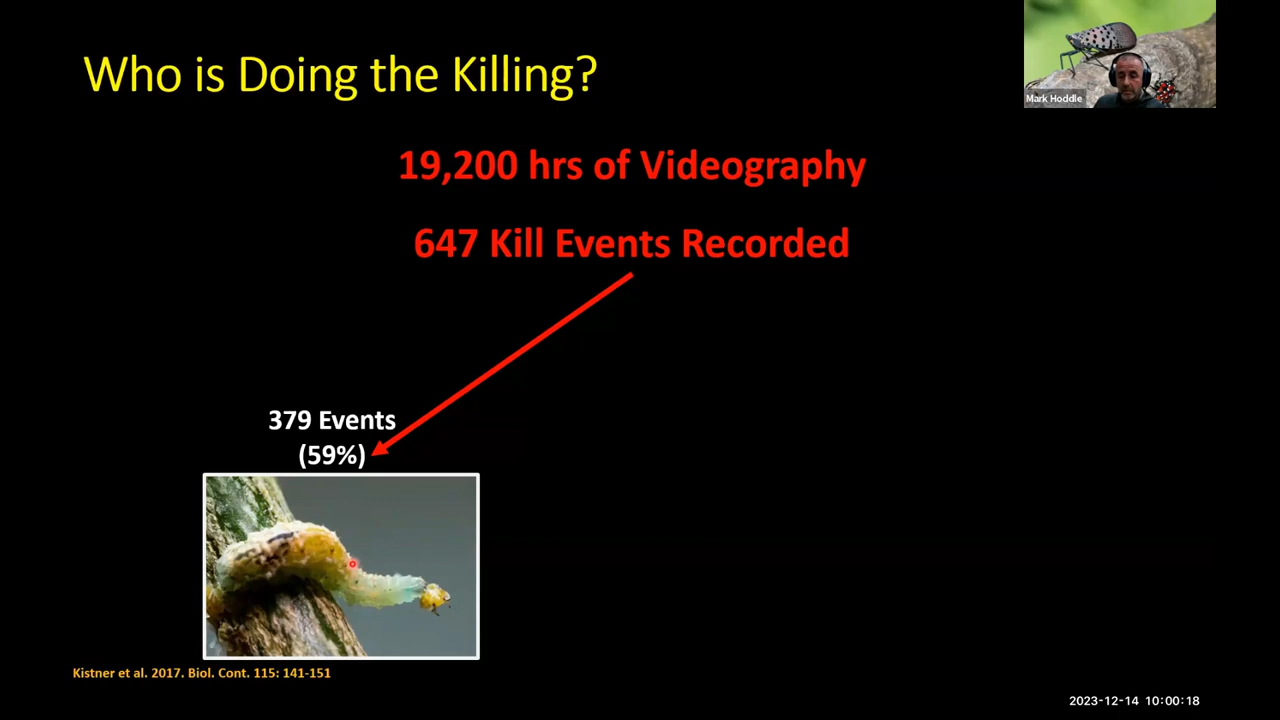 Who is Doing the Killing?
Mark Hoddle
19,200 hrs of Videography
647 Kill Events Recorded
379 Events
(59%)
Kistner et al. 2017. Biol. Cont. 115: 141-151
2023-12-14 10:00:18